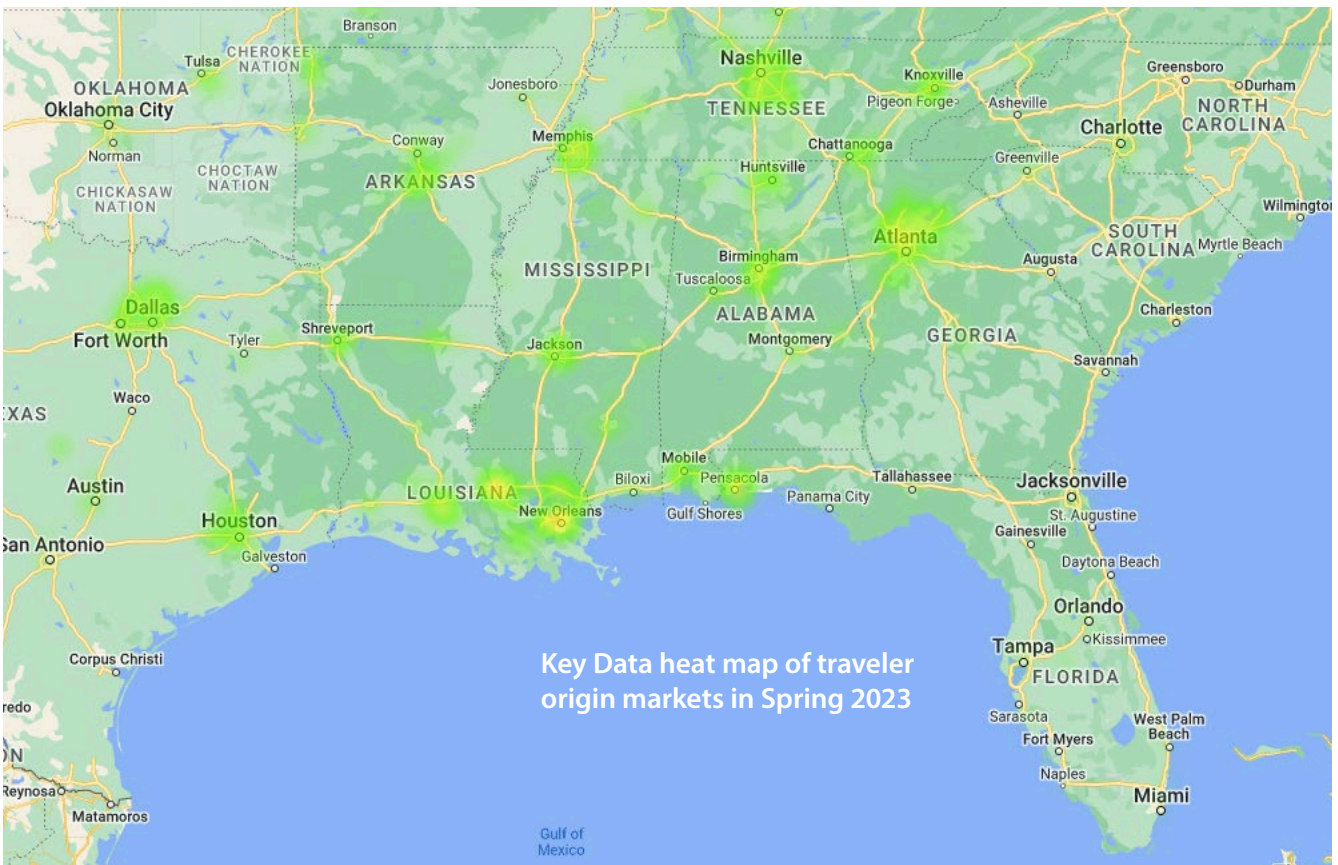 Branson
Nashville
Tulsa
CHEROKEE
NATION
Knoxville
Greensboro
OKLAHOMA
Jonesboro
Durham
Oklahoma City
TENNESSEE
Pigeon Forge
Asheville
NORTH
CAROLINA
Conway
Memphis
Charlotte
Norman
Chattanooga
CHOCTAW
NATION
Huntsville
Greenville
ARKANSAS
CHICKASAW
NATION
Wilmington
Atlanta
SOUTH
CAROLINA
Myrtle Beach
Birmingham
Augusta
MISSISSIPPI
Tuscaloosa
Dallas
Charleston
ALABAMA
Shreveport
Fort Worth
Tyler
Jackson
Montgomery
GEORGIA
Savannah
Waco
EXAS
Mobile
Austin
LOUISIANA
Biloxi
Pensacola
Tallahassee
Jacksonville
Panama City
New Orleans
Gulf Shores
St. Augustine
Houston
Gainesville
San Antonio
Galveston
Daytona Beach
Orlando
Kissimmee
Tampa
Corpus Christi
Key Data heat map of traveler
origin markets in Spring 2023
FLORIDA
redo
Sarasota
West Palm
Beach
Fort Myers
ON
Naples
Reynosa
Miami
Matamoros
Gulf of
Mexico